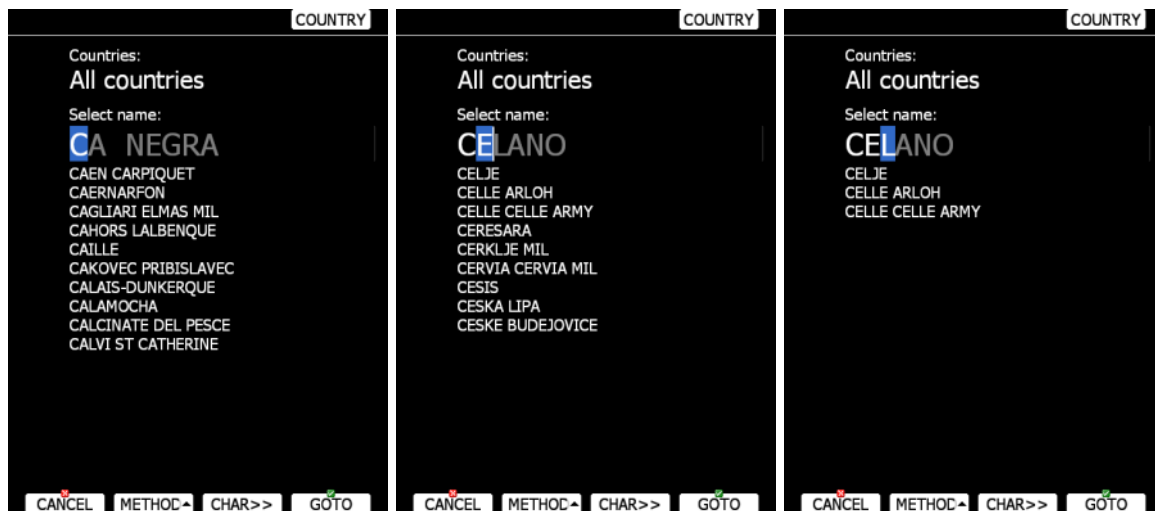 COUNTRY
Countries:
All countries
Select name:
CA NEGRA
CAEN CARPIQUET
CAERNARFON
CAGLIARI ELMAS MIL
CAHORS LALBENQUE
CAILLE
CAKOVEC PRIBISLAVEC
CALAIS-DUNKERQUE
CALAMOCHA
CALCINATE DEL PESCE
CALVI ST CATHERINE
CANCEL METHOD CHAR>> GOTO
COUNTRY
Countries:
All countries
Select name:
CELANO
CELJE
CELLE ARLOH
CELLE CELLE ARMY
CERESARA
CERKLJE MIL
CERVIA CERVIA MIL
CESIS
CESKA LIPA
CESKE BUDEJOVICE
CANCEL METHOD CHAR>> GOTO
COUNTRY
Countries:
All countries
Select name:
CELANO
CELJE
CELLE ARLOH
CELLE CELLE ARMY
CANCEL METHOD CHAR>> GOTO